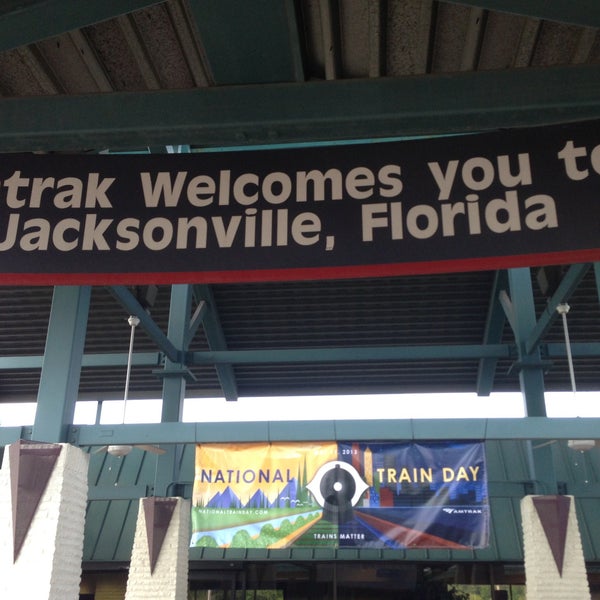 trak Welcomes you to
Jacksonville, Florida
2013
NATIONAL TRAIN DAY
NATIONALTRAINDAY.COM
AMTRAK
TRAINS MATTER